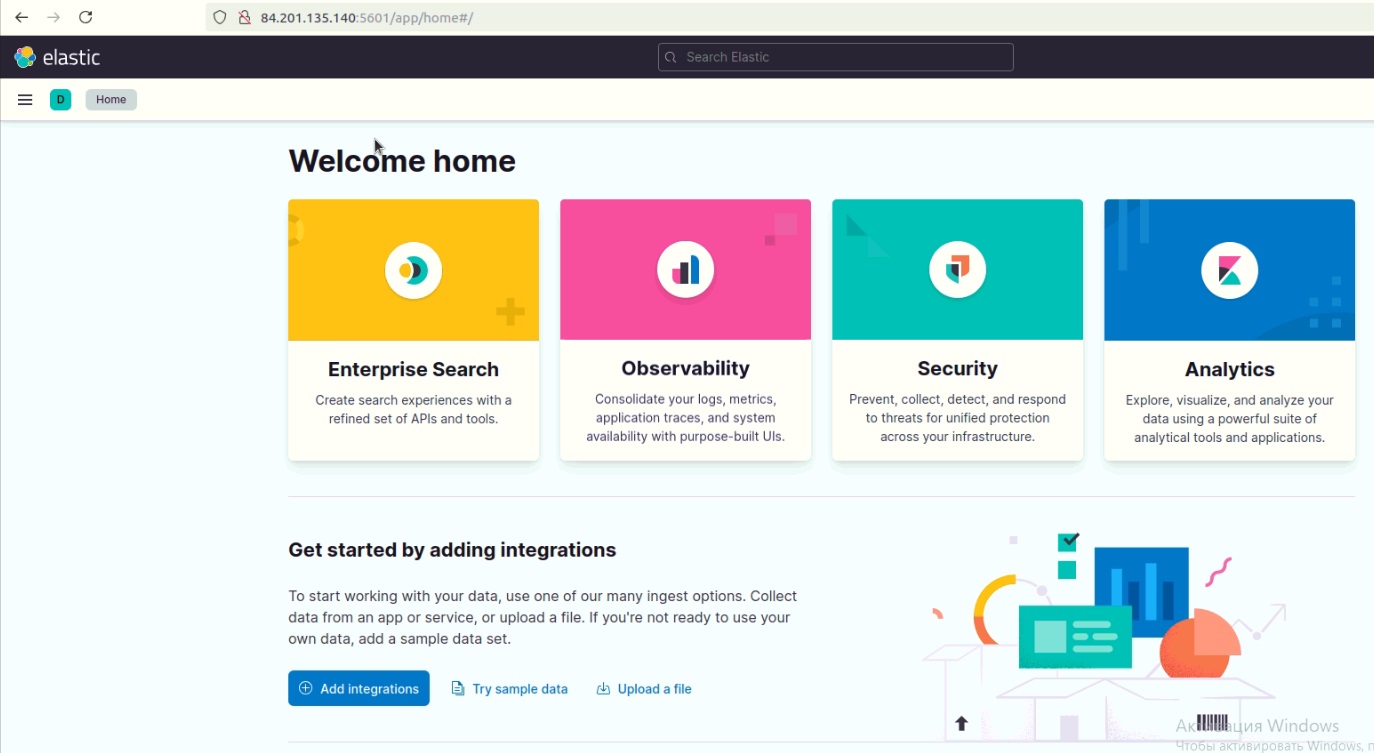 84.201.135.140:5601/app/home#/
elastic
Search Elastic
D
Home
Welcome home
Enterprise Search
Create search experiences with a
refined set of APIs and tools.
Observability
Consolidate your logs, metrics,
application traces, and system
availability with purpose-built UIs.
Security
Prevent, collect, detect, and respond
to threats for unified protection
across your infrastructure.
Analytics
Explore, visualize, and analyze your
data using a powerful suite of
analytical tools and applications.
Get started by adding integrations
To start working with your data, use one of our many ingest options. Collect
data from an app or service, or upload a file. If you're not ready to use your
own data, add a sample data set.
Add integrations
Try sample data
Upload a file
Активация Windows
Чтобы активировать Windows, п